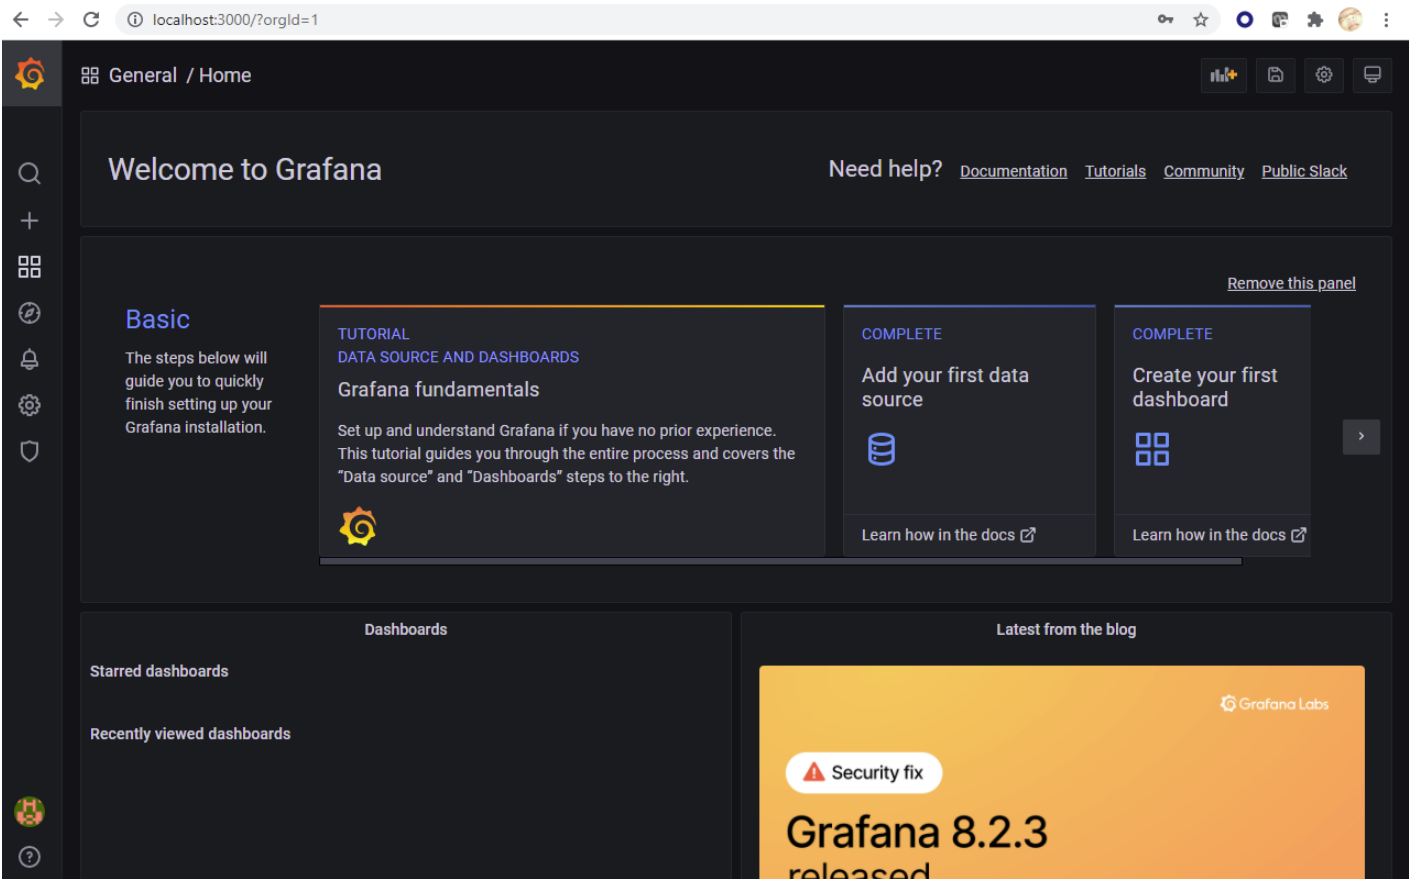 localhost:3000/?orgId=1
General / Home
Welcome to Grafana
Need help? Documentation Tutorials Community Public Slack
Remove this panel
Basic
The steps below will
guide you to quickly
finish setting up your
Grafana installation.
TUTORIAL
DATA SOURCE AND DASHBOARDS
Grafana fundamentals
Set up and understand Grafana if you have no prior experience.
This tutorial guides you through the entire process and covers the
“Data source” and “Dashboards” steps to the right.
COMPLETE
Add your first data
source
Learn how in the docs
COMPLETE
Create your first
dashboard
Learn how in the docs
Dashboards
Starred dashboards
Recently viewed dashboards
Latest from the blog
Grafana Labs
Security fix
Grafana 8.2.3
released